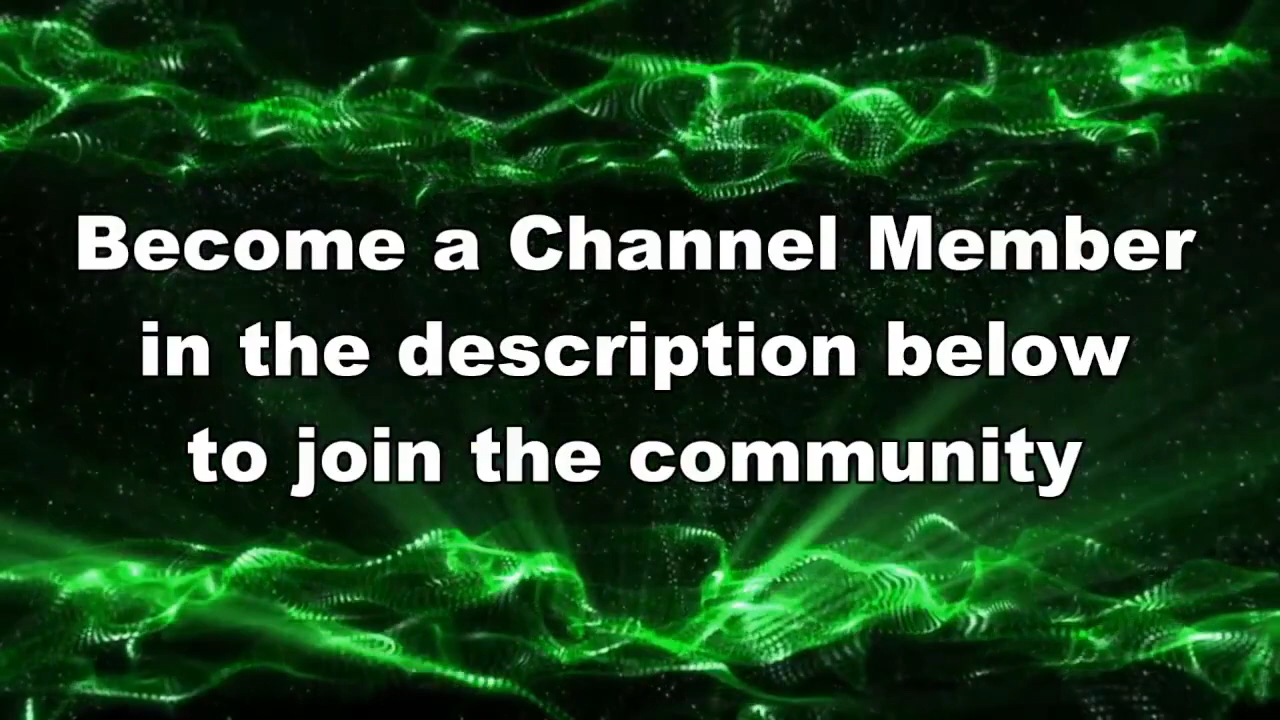 Become a Channel Member
in the description below
to join the community